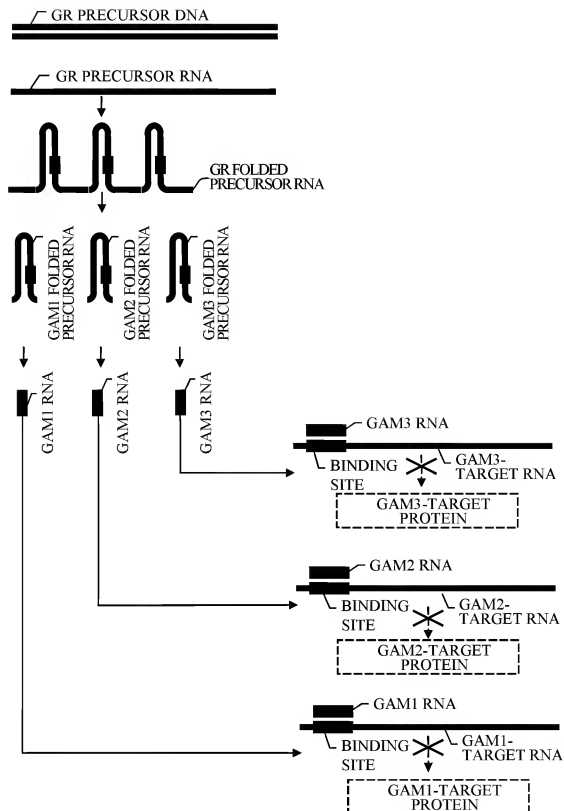 GR PRECURSOR DNA
GR PRECURSOR RNA
GR FOLDED
PRECURSOR RNA
GAM1 FOLDED
PRECURSOR RNA
GAM2 FOLDED
PRECURSOR RNA
GAM3 FOLDED
PRECURSOR RNA
GAM1 RNA
GAM2 RNA
GAM3 RNA
GAM3 RNA
BINDING
SITE
GAM3-
TARGET RNA
GAM3-TARGET
PROTEIN
GAM2 RNA
BINDING
SITE
GAM2-
TARGET RNA
GAM2-TARGET
PROTEIN
GAM1 RNA
BINDING
SITE
GAM1-
TARGET RNA
GAM1-TARGET
PROTEIN